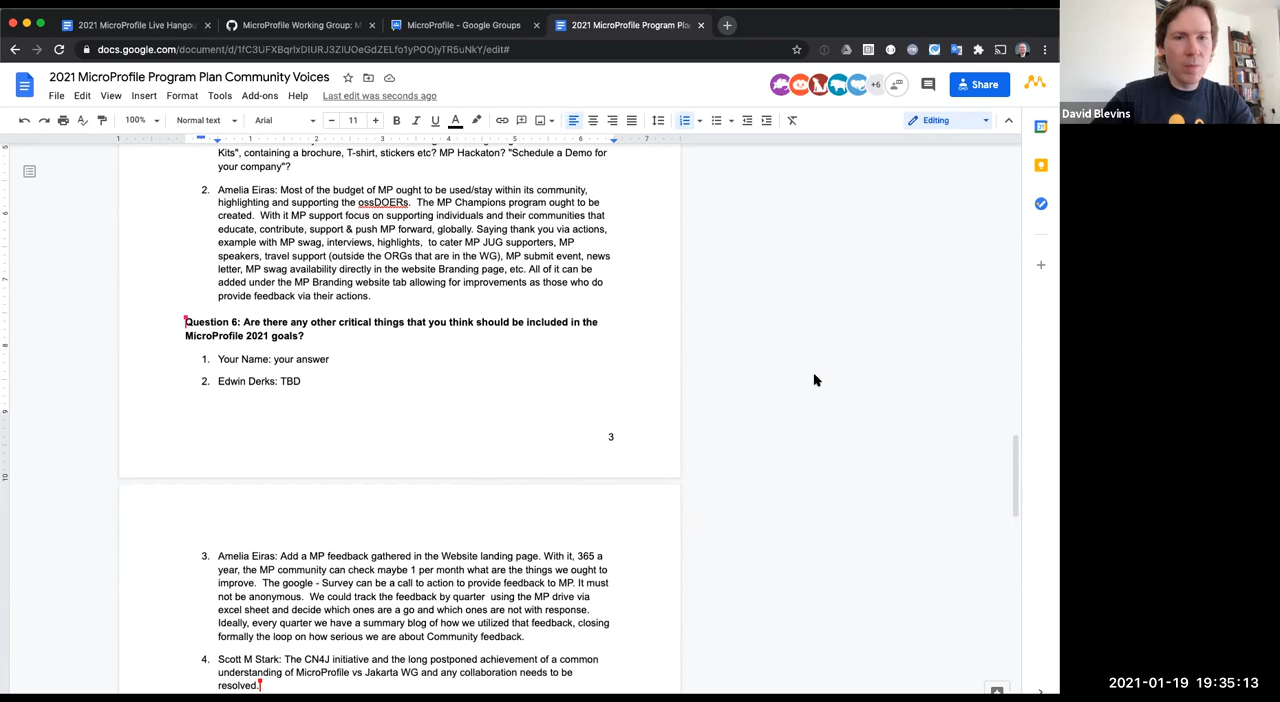 2021 MicroProfile Live Hangou
MicroProfile Working Group: M
MicroProfile - Google Groups
2021 MicroProfile Program Pla
docs.google.com/document/d/1fC3UFXBqrlxDIURJ3ZIUOeGdZELfo1yPOOjyTR5uNkY/edit#
2021 MicroProfile Program Plan Community Voices
File Edit View Insert Format Tools Add-ons Help Last edit was seconds ago
+6
Share
100% Normal text Arial 11 B I U A Editing
1 1 2 3 4 5 6 7
Kits", containing a brochure, T-shirt, stickers etc? MP Hackaton? "Schedule a Demo for
your company"?
2. Amelia Eiras: Most of the budget of MP ought to be used/stay within its community,
highlighting and supporting the ossDOERs. The MP Champions program ought to be
created. With it MP support focus on supporting individuals and their communities that
educate, contribute, support & push MP forward, globally. Saying thank you via actions,
example with MP swag, interviews, highlights, to cater MP JUG supporters, MP
speakers, travel support (outside the ORGs that are in the WG), MP submit event, news
letter, MP swag availability directly in the website Branding page, etc. All of it can be
added under the MP Branding website tab allowing for improvements as those who do
provide feedback via their actions.
Question 6: Are there any other critical things that you think should be included in the
MicroProfile 2021 goals?
1. Your Name: your answer
2. Edwin Derks: TBD
3
3. Amelia Eiras: Add a MP feedback gathered in the Website landing page. With it, 365 a
year, the MP community can check maybe 1 per month what are the things we ought to
improve. The google - Survey can be a call to action to provide feedback to MP. It must
not be anonymous. We could track the feedback by quarter using the MP drive via
excel sheet and decide which ones are a go and which ones are not with response.
Ideally, every quarter we have a summary blog of how we utilized that feedback, closing
formally the loop on how serious we are about Community feedback.
4. Scott M Stark: The CN4J initiative and the long postponed achievement of a common
understanding of MicroProfile vs Jakarta WG and any collaboration needs to be
resolved.
David Blevins
2021-01-19 19:35:13